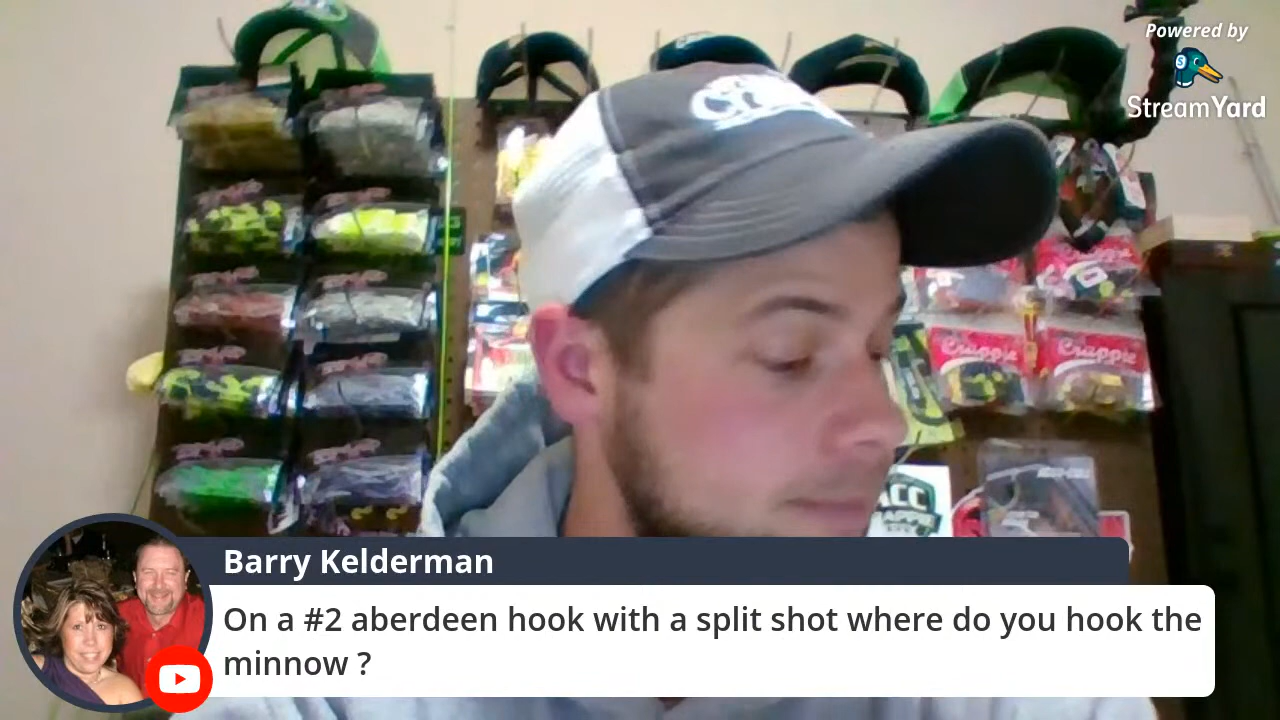 Powered by
StreamYard
Crappie
Crappie
ACC
Barry Kelderman
On a #2 aberdeen hook with a split shot where do you hook the
minnow ?